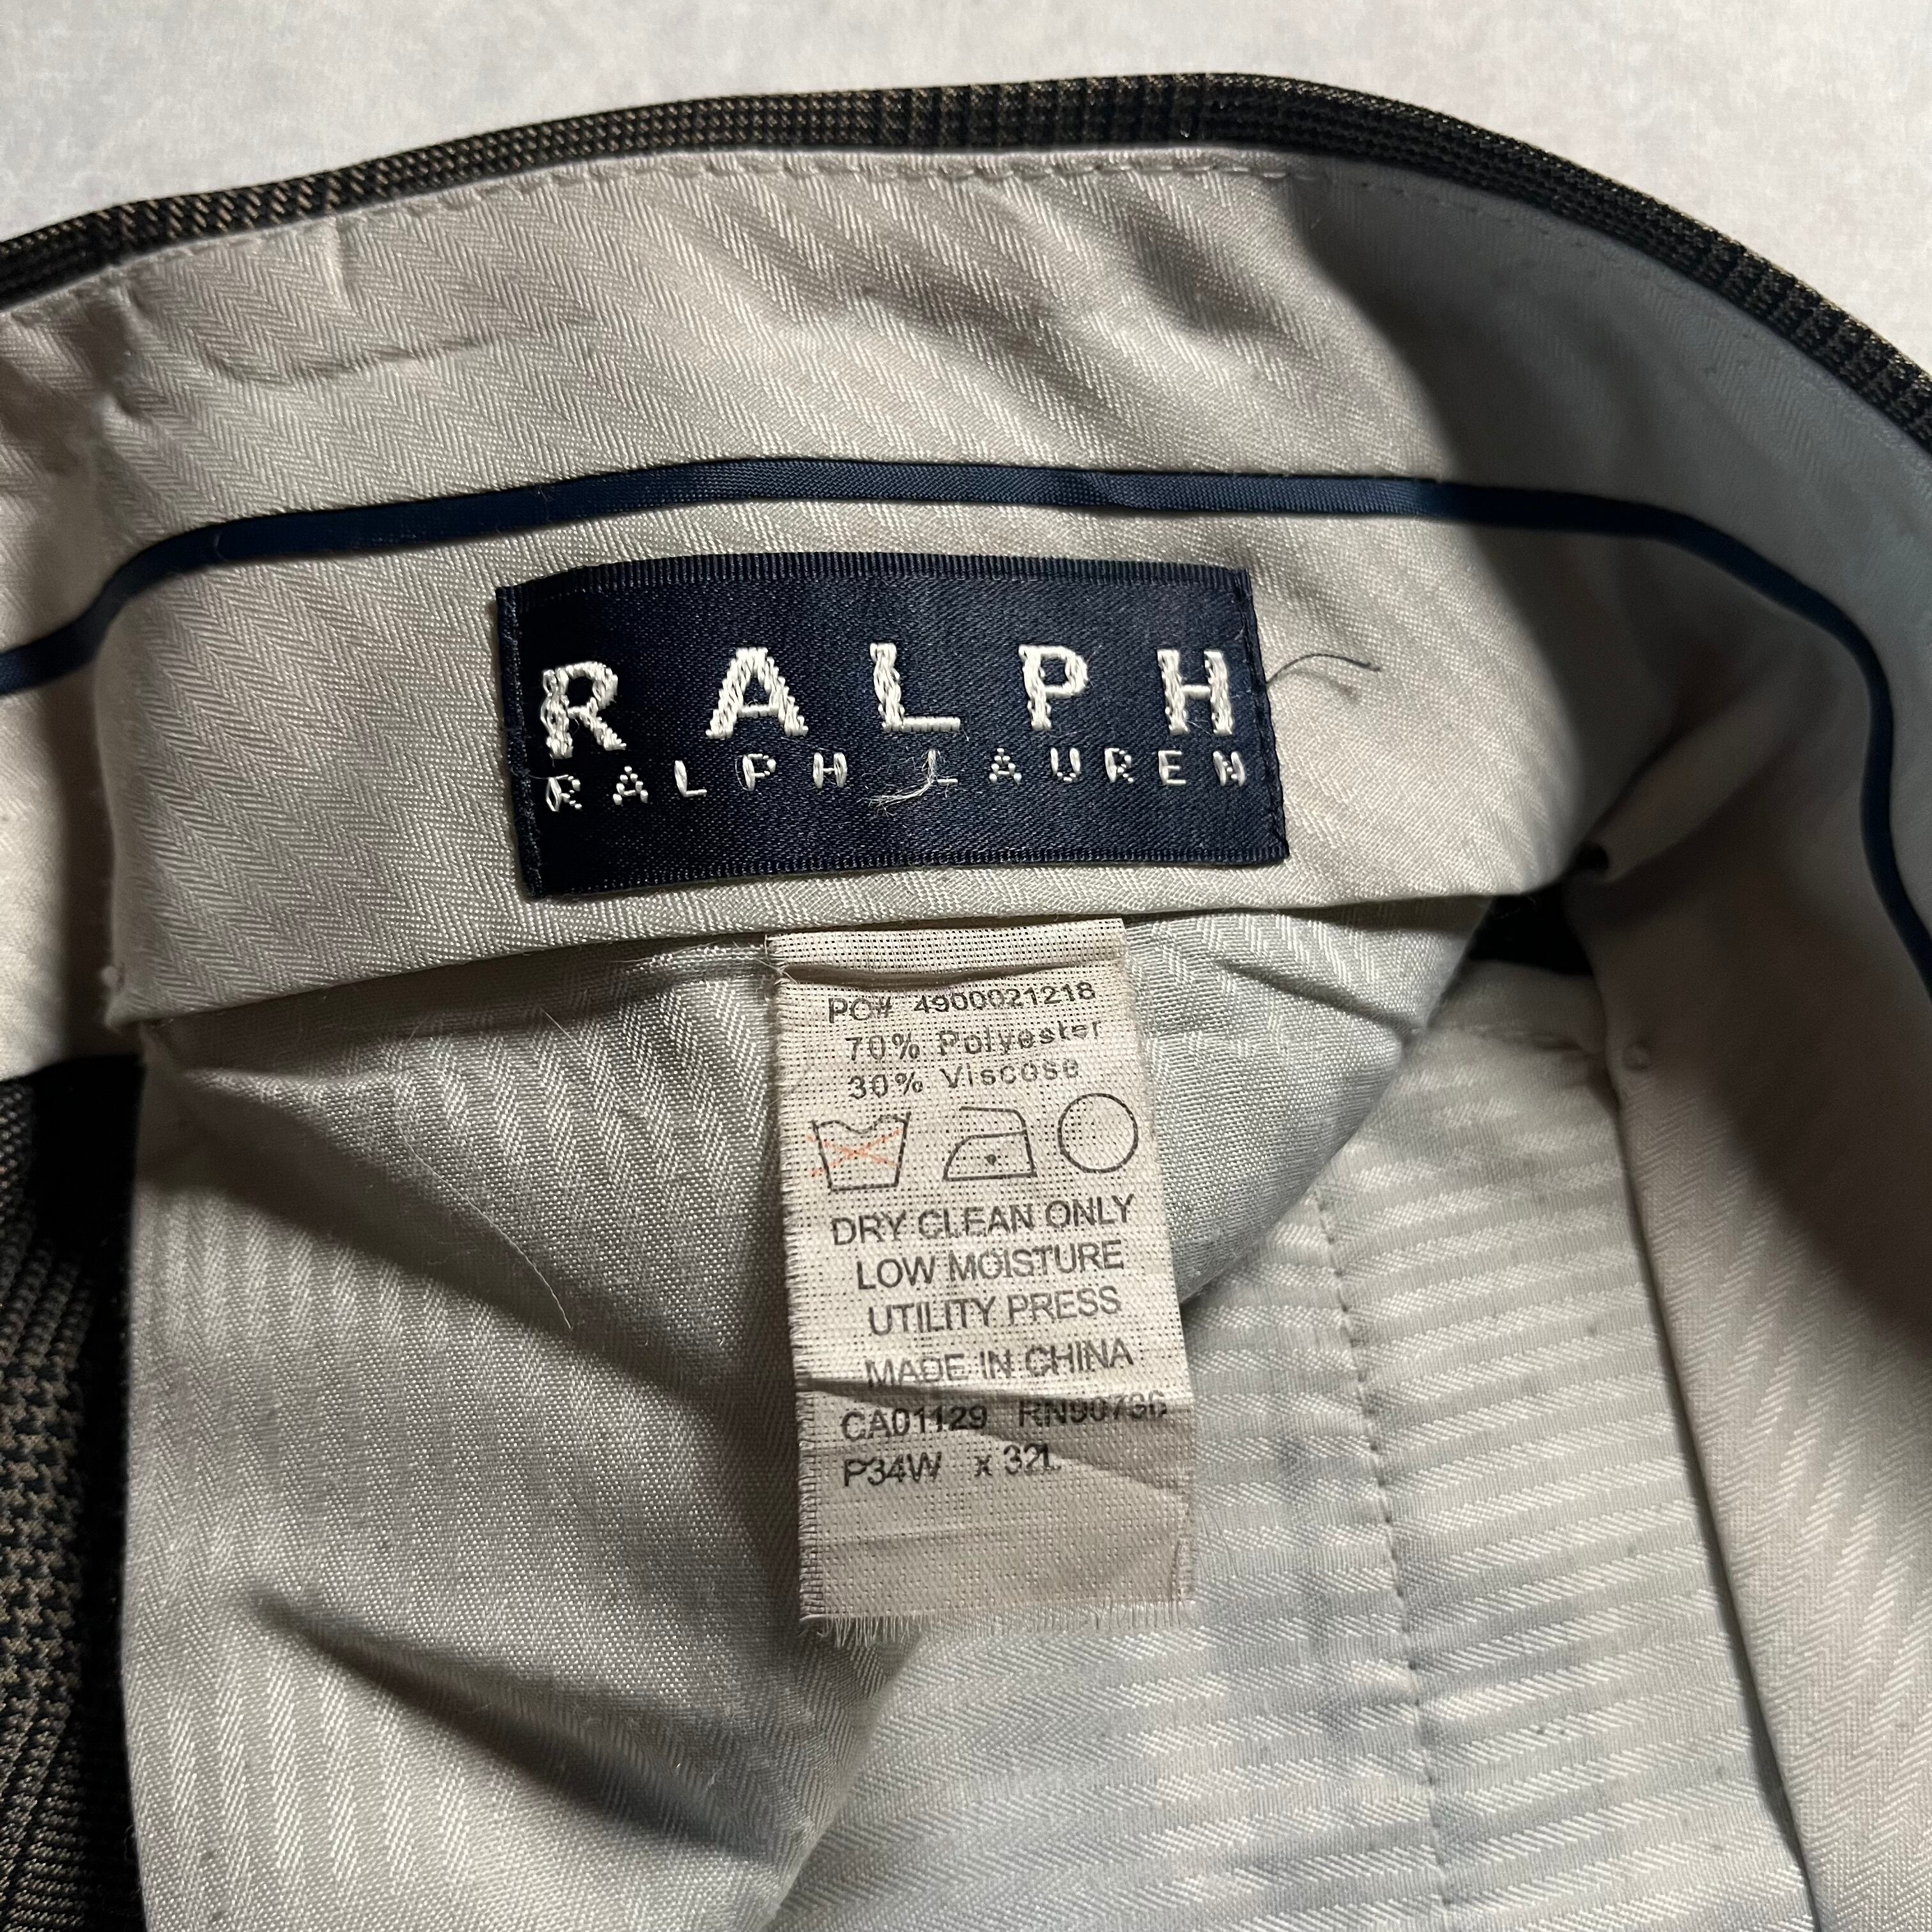 RALPH
RALPH LAUREN
PO# 4900021218
70% Polyester
30% Viscose
DRY CLEAN ONLY
LOW MOISTURE
UTILITY PRESS
MADE IN CHINA
CA01129
P34W x 32L